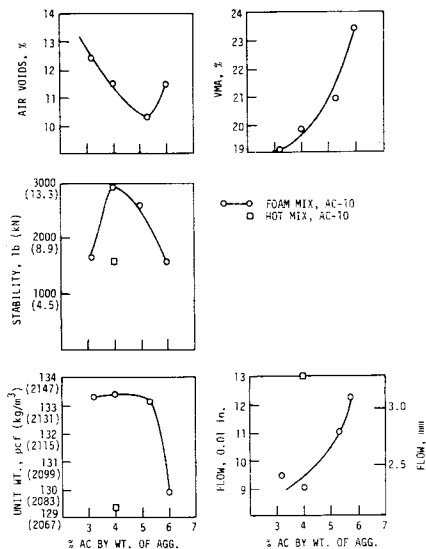 AIR VOIDS, %
13
12
11
10
VMA, %
24
23
22
21
20
19
STABILITY, lb (kN)
3000
(13.3)
2000
(8.9)
1000
(4.5)
FOAM MIX, AC-10
HOT MIX, AC-10
UNIT WT., pcf (kg/m3)
134
(2147)
133
(2131)
132
(2115)
131
(2099)
130
(2083)
129
(2067)
3 4 5 6 7
% AC BY WT. OF AGG.
FLOW, 0.01 in.
13
12
11
10
9
FLOW, mm
3.0
2.5
3 4 5 6 7
% AC BY WT. OF AGG.